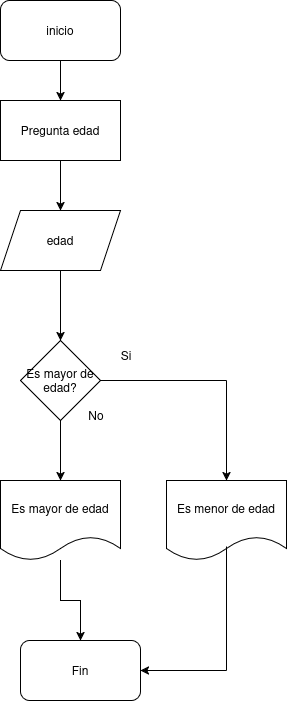 inicio
Pregunta edad
edad
Si
Es mayor de
edad?
No
Es mayor de edad
Es menor de edad
Fin